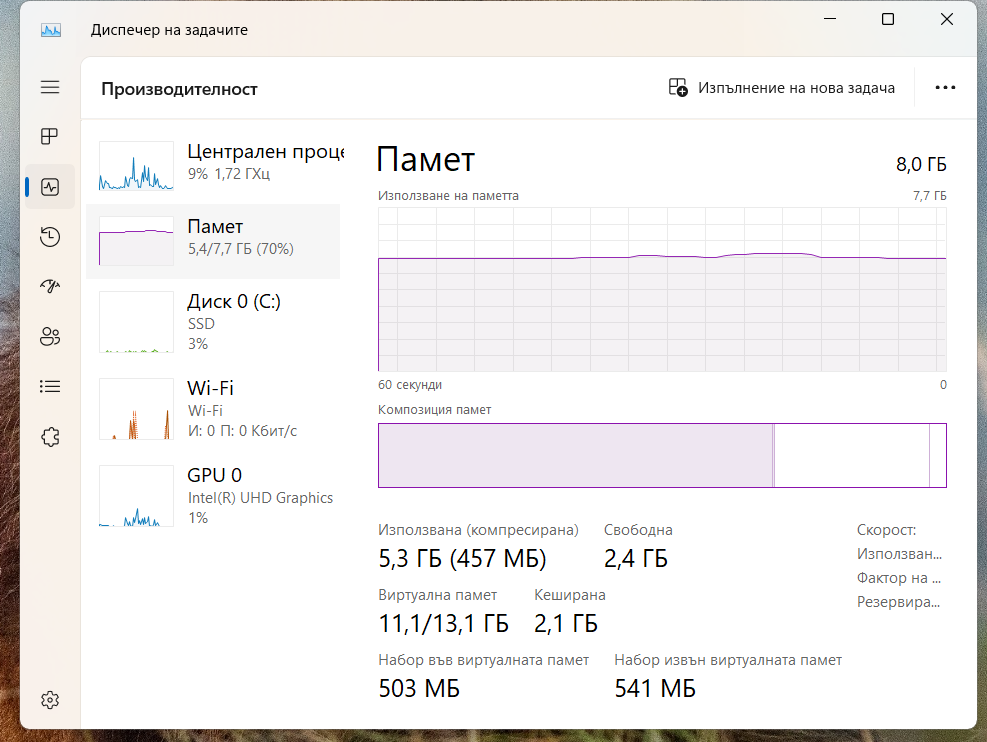 Диспечер на задачите
Производителност
Изпълнение на нова задача
Централен проце
9% 1,72 ГХц
Памет
5,4/7,7 ГБ (70%)
Диск 0 (C:)
SSD
3%
Wi-Fi
Wi-Fi
И: 0 П: 0 Кбит/с
GPU 0
Intel(R) UHD Graphics
1%
Памет
8,0 ГБ
Използване на паметта
7,7 ГБ
60 секунди
0
Композиция памет
Използвана (компресирана)
5,3 ГБ (457 МБ)
Свободна
2,4 ГБ
Виртуална памет
11,1/13,1 ГБ
Кеширана
2,1 ГБ
Набор във виртуалната памет
503 МБ
Набор извън виртуалната памет
541 МБ
Скорост:
Използван...
Фактор на ...
Резервира...